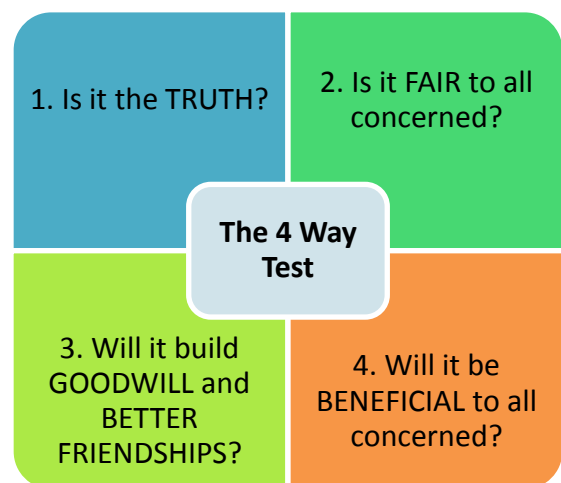 1. Is it the TRUTH?
2. Is it FAIR to all
concerned?
The 4 Way
Test
3. Will it build
GOODWILL and
BETTER
FRIENDSHIPS?
4. Will it be
BENEFICIAL to all
concerned?